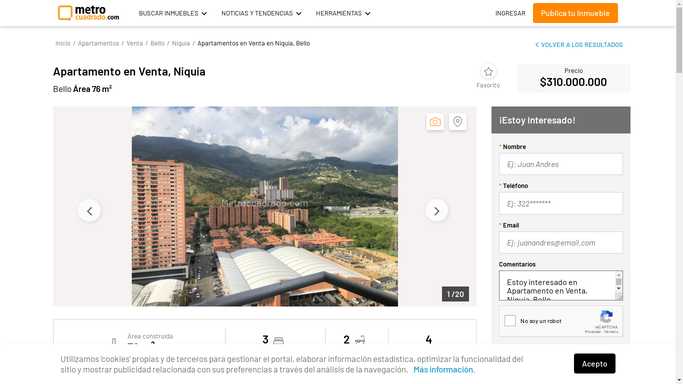 metro
cuadrado.com
BUSCAR INMUEBLES
NOTICIAS Y TENDENCIAS
HERRAMIENTAS
INGRESAR
Publica tu Inmueble
Inicio / Apartamentos / Venta / Bello / Niquia / Apartamentos en Venta en Niquia, Bello
VOLVER A LOS RESULTADOS
Apartamento en Venta, Niquia
Bello Área 76 m²
Favorito
Precio
$310.000.000
Metrocuadrado.com
1 / 20
¡Estoy Interesado!
* Nombre
Ej: Juan Andres
* Teléfono
Ej: 322*******
* Email
Ej: juanandres@email.com
Comentarios
Estoy interesado en
Apartamento en Venta,
Niquia, Bello
No soy un robot
reCAPTCHA
Privacidad - Términos
Área construida
3
2
4
Utilizamos 'cookies' propias y de terceros para gestionar el portal, elaborar información estadística, optimizar la funcionalidad del
sitio y mostrar publicidad relacionada con sus preferencias a través del análisis de la navegación. Más información.
Acepto